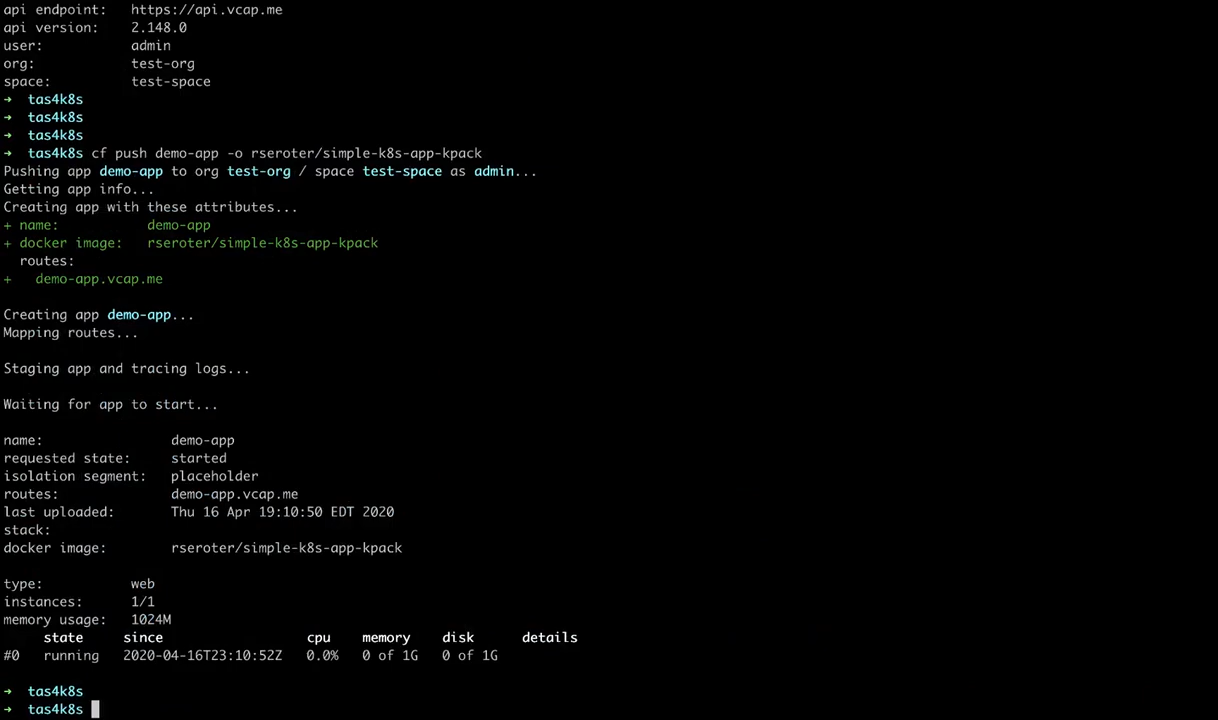 api endpoint:   https://api.vcap.me
api version:    2.148.0
user:           admin
org:            test-org
space:          test-space
→  tas4k8s
→  tas4k8s
→  tas4k8s
→  tas4k8s cf push demo-app -o rseroter/simple-k8s-app-kpack
Pushing app demo-app to org test-org / space test-space as admin...
Getting app info...
Creating app with these attributes...
+ name:           demo-app
+ docker image:   rseroter/simple-k8s-app-kpack
  routes:
+   demo-app.vcap.me
Creating app demo-app...
Mapping routes...
Staging app and tracing logs...
Waiting for app to start...
name:                demo-app
requested state:     started
isolation segment:   placeholder
routes:              demo-app.vcap.me
last uploaded:       Thu 16 Apr 19:10:50 EDT 2020
stack:
docker image:        rseroter/simple-k8s-app-kpack
type:           web
instances:      1/1
memory usage:   1024M
     state     since                  cpu    memory    disk      details
#0   running   2020-04-16T23:10:52Z   0.0%   0 of 1G   0 of 1G
→  tas4k8s
→  tas4k8s